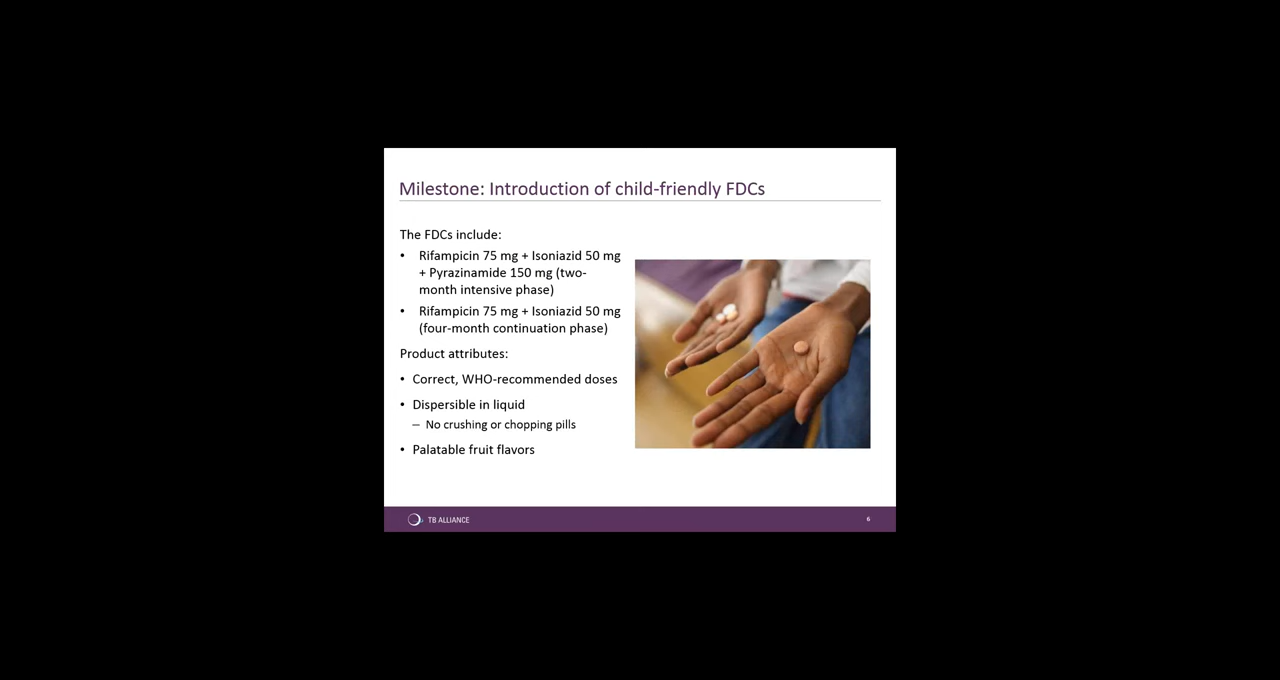 Milestone: Introduction of child-friendly FDCs
The FDCs include:
• Rifampicin 75 mg + Isoniazid 50 mg
+ Pyrazinamide 150 mg (two-
month intensive phase)
• Rifampicin 75 mg + Isoniazid 50 mg
(four-month continuation phase)
Product attributes:
• Correct, WHO-recommended doses
• Dispersible in liquid
– No crushing or chopping pills
• Palatable fruit flavors
TB ALLIANCE
6